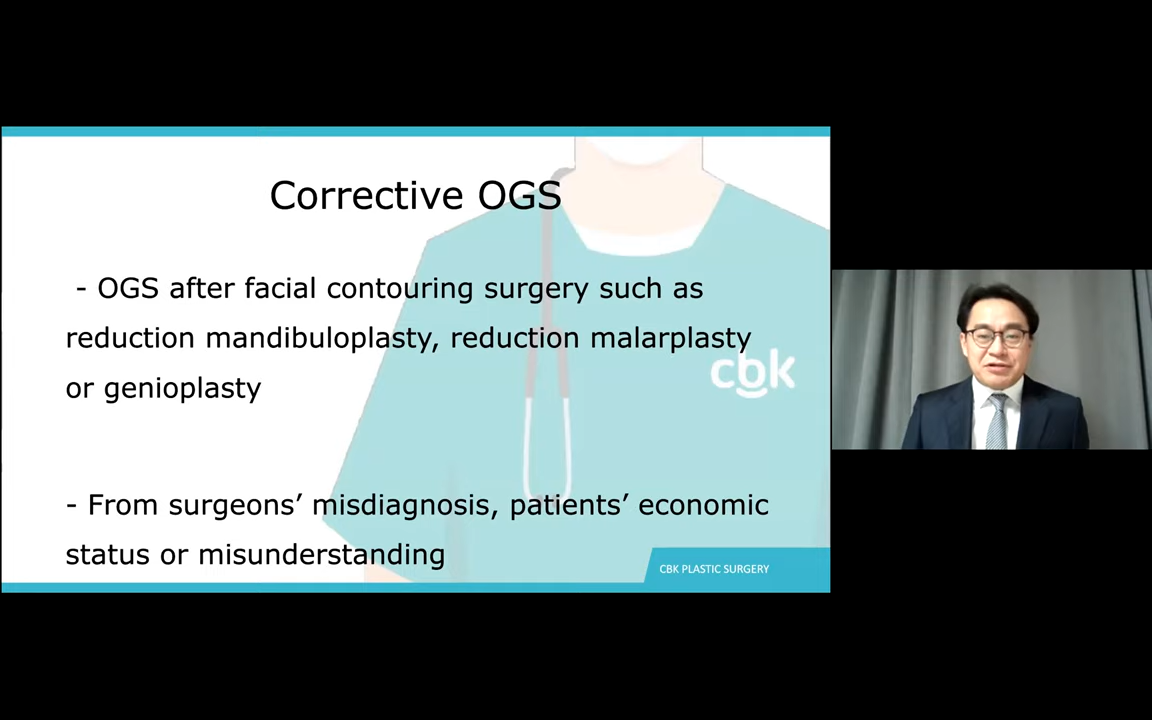 Corrective OGS
- OGS after facial contouring surgery such as
reduction mandibuloplasty, reduction malarplasty
or genioplasty
cbk
- From surgeons’ misdiagnosis, patients’ economic
status or misunderstanding
CBK PLASTIC SURGERY